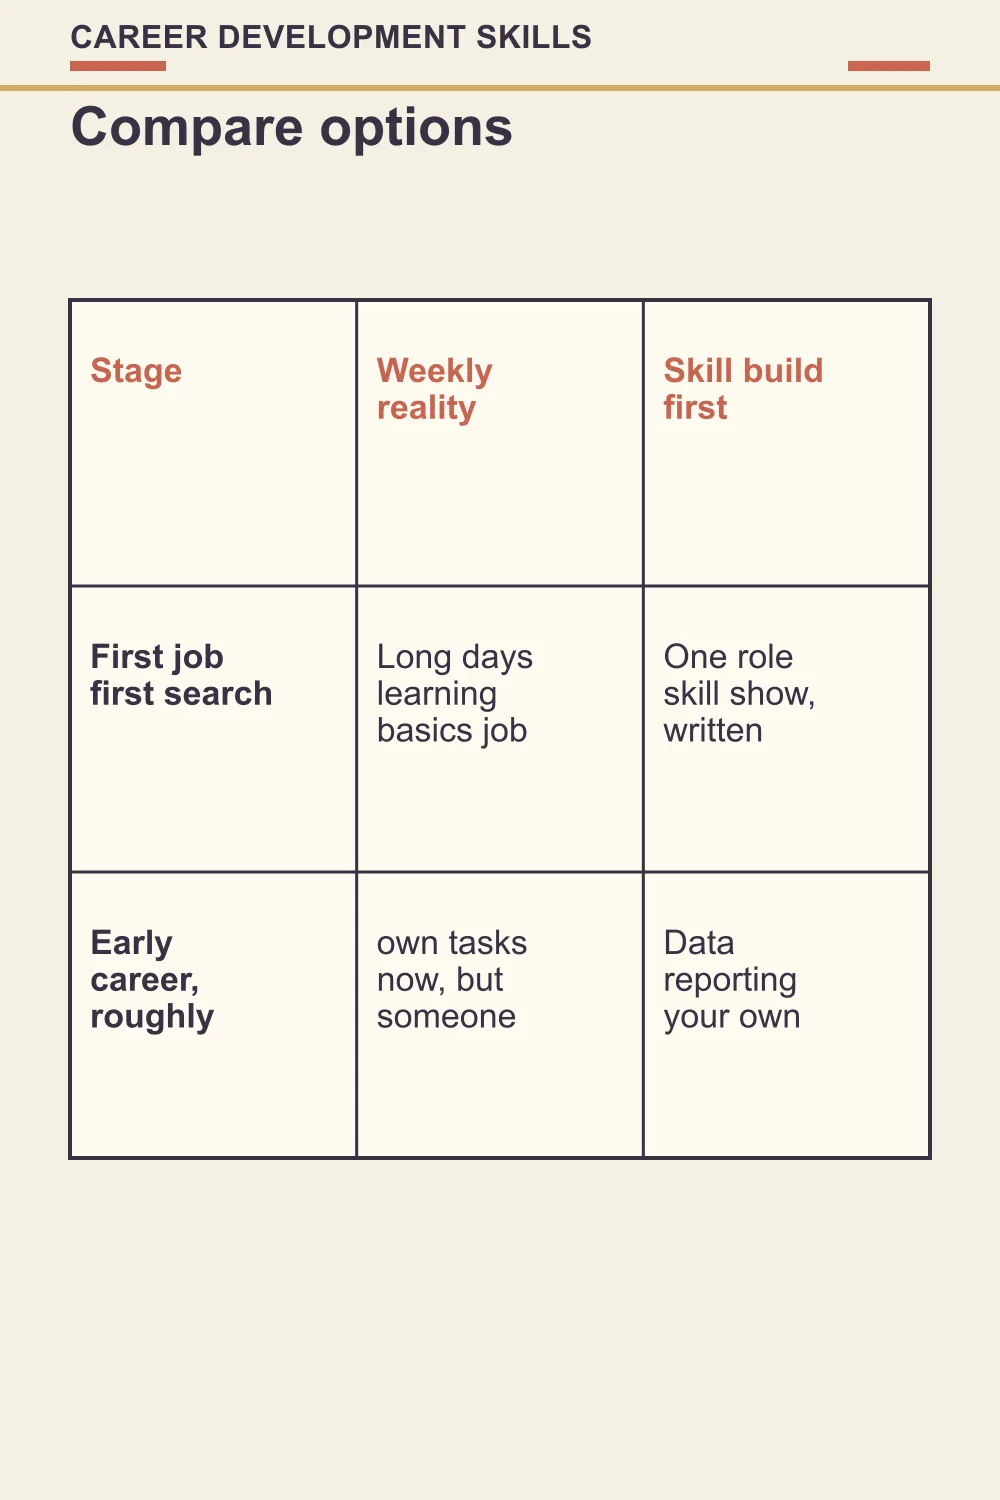 CAREER DEVELOPMENT SKILLS
Compare options
Stage
Weekly
reality
Skill build
first
First job
first search
Long days
learning
basics job
One role
skill show,
written
Early
career,
roughly
own tasks
now, but
someone
Data
reporting
your own